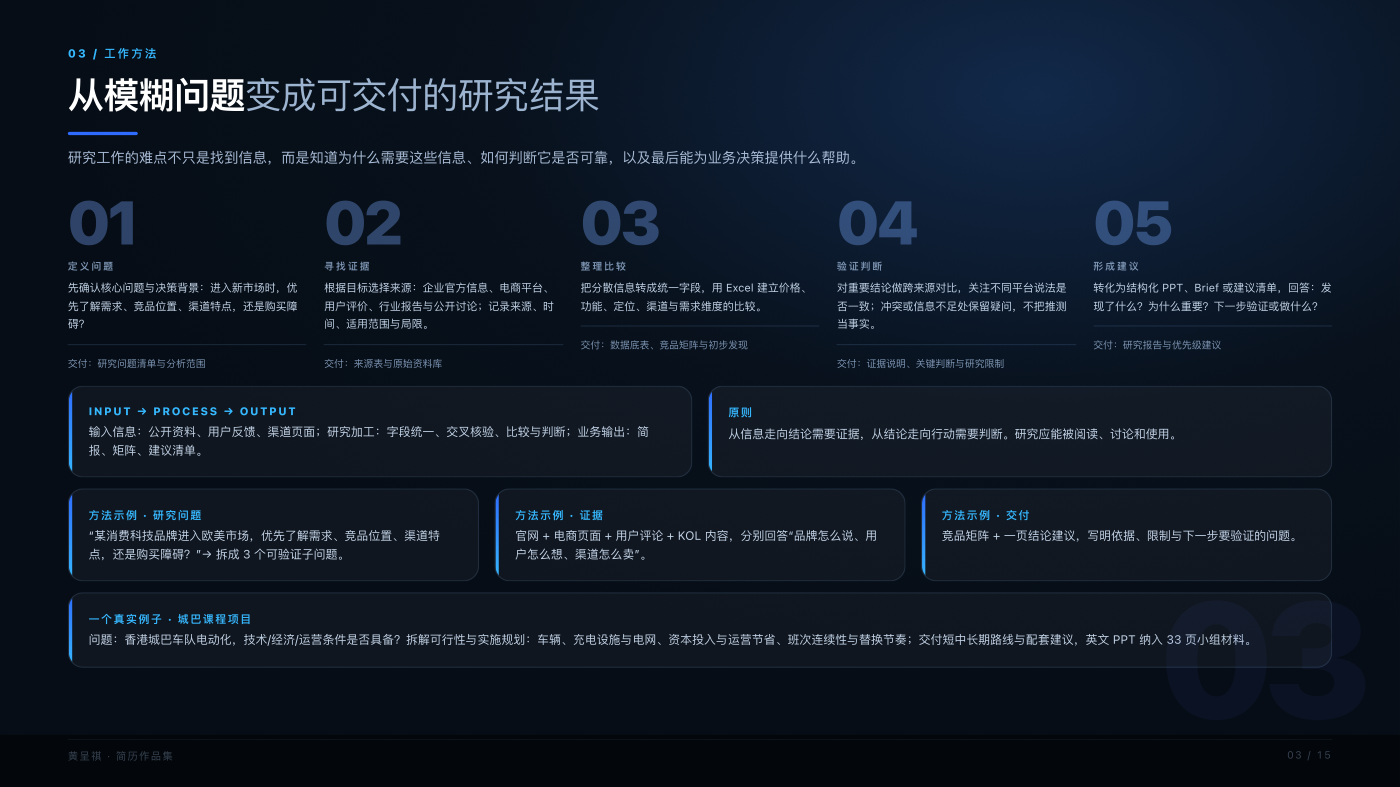 03 / 工作方法
从模糊问题变成可交付的研究结果
研究工作的难点不只是找到信息，而是知道为什么需要这些信息、如何判断它是否可靠，以及最后能为业务决策提供什么帮助。
01
定义问题
先确认核心问题与决策背景：进入新市场时，优
先了解需求、竞品位置、渠道特点，还是购买障
碍？
交付：研究问题清单与分析范围
02
寻找证据
根据目标选择来源：企业官方信息、电商平台、
用户评价、行业报告与公开讨论；记录来源、时
间、适用范围与局限。
交付：来源表与原始资料库
03
整理比较
把分散信息转成统一字段，用 Excel 建立价格、
功能、定位、渠道与需求维度的比较。
交付：数据底表、竞品矩阵与初步发现
04
验证判断
对重要结论做跨来源对比，关注不同平台说法是
否一致；冲突或信息不足处保留疑问，不把推测
当事实。
交付：证据说明、关键判断与研究限制
05
形成建议
转化为结构化 PPT、Brief 或建议清单，回答：发
现了什么？为什么重要？下一步验证或做什么？
交付：研究报告与优先级建议
INPUT → PROCESS → OUTPUT
输入信息：公开资料、用户反馈、渠道页面；研究加工：字段统一、交叉核验、比较与判断；业务输出：简
报、矩阵、建议清单。
原则
从信息走向结论需要证据，从结论走向行动需要判断。研究应能被阅读、讨论和使用。
方法示例 · 研究问题
“某消费科技品牌进入欧美市场，优先了解需求、竞品位置、渠道特
点，还是购买障碍？”→ 拆成 3 个可验证子问题。
方法示例 · 证据
官网 + 电商页面 + 用户评论 + KOL 内容，分别回答“品牌怎么说、用
户怎么想、渠道怎么卖”。
方法示例 · 交付
竞品矩阵 + 一页结论建议，写明依据、限制与下一步要验证的问题。
一个真实例子 · 城巴课程项目
问题：香港城巴车队电动化，技术/经济/运营条件是否具备？拆解可行性与实施规划：车辆、充电设施与电网、资本投入与运营节省、班次连续性与替换节奏；交付短中长期路线与配套建议，英文 PPT 纳入 33 页小组材料。
03
黄呈祺 · 简历作品集
03 / 15